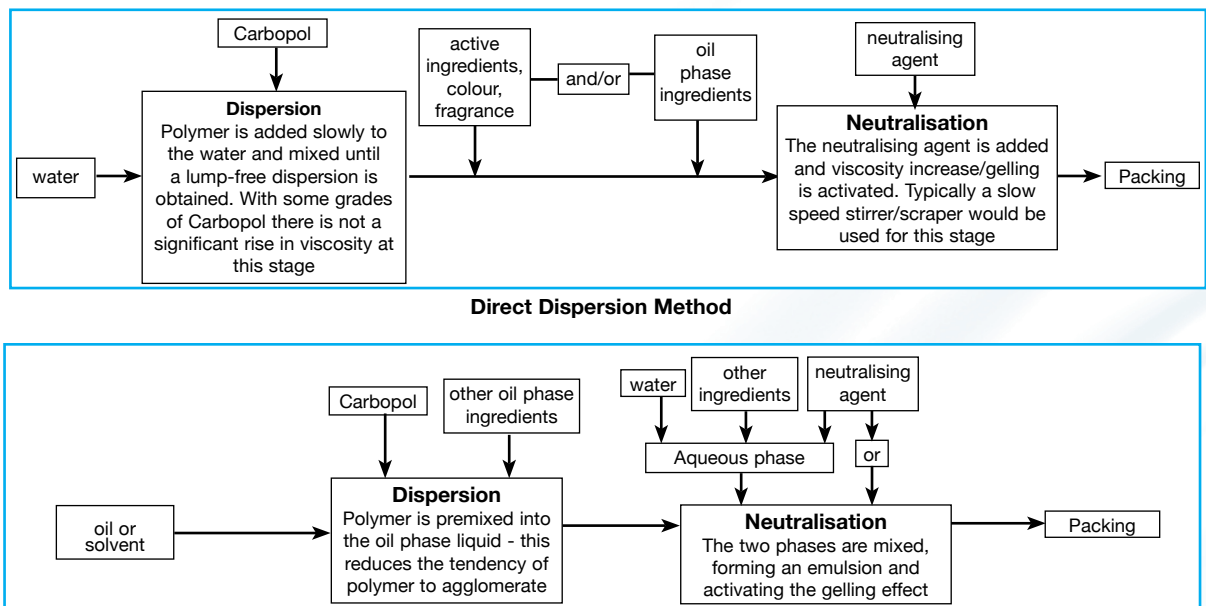 Carbopol
active
ingredients,
colour,
fragrance
and/or
oil
phase
ingredients
neutralising
agent
water
Dispersion
Polymer is added slowly to
the water and mixed until
a lump-free dispersion is
obtained. With some grades
of Carbopol there is not a
significant rise in viscosity at
this stage
Neutralisation
The neutralising agent is added
and viscosity increase/gelling
is activated. Typically a slow
speed stirrer/scraper would be
used for this stage
Packing
Direct Dispersion Method
Carbopol
other oil phase
ingredients
water
other
ingredients
neutralising
agent
Aqueous phase
or
oil or
solvent
Dispersion
Polymer is premixed into
the oil phase liquid - this
reduces the tendency of
polymer to agglomerate
Neutralisation
The two phases are mixed,
forming an emulsion and
activating the gelling effect
Packing